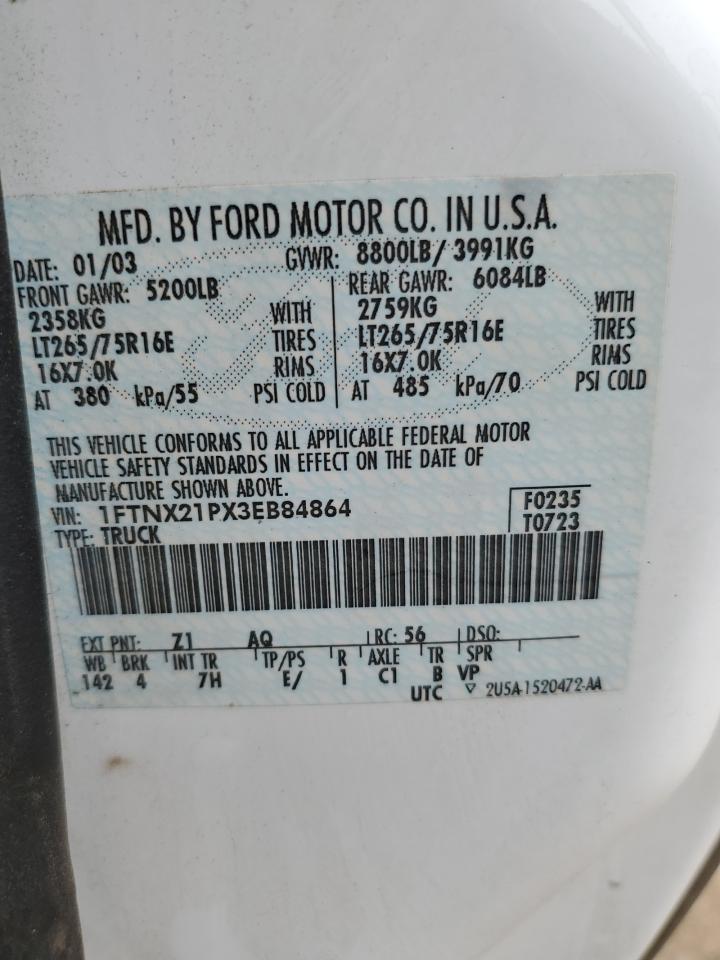 MFD. BY FORD MOTOR CO. IN U.S.A.
DATE: 01/03 GVWR: 8800LB/ 3991KG
FRONT GAWR: 5200LB REAR GAWR: 6084LB
2358KG WITH 2759KG WITH
LT265/75R16E TIRES LT265/75R16E TIRES
16X7.0K RIMS 16X7.0K RIMS
AT 380 kPa/55 PSI COLD AT 485 kPa/70 PSI COLD
THIS VEHICLE CONFORMS TO ALL APPLICABLE FEDERAL MOTOR
VEHICLE SAFETY STANDARDS IN EFFECT ON THE DATE OF
MANUFACTURE SHOWN ABOVE.
VIN: 1FTNX21PX3EB84864 F0235
TYPE: TRUCK T0723
EXT PNT: Z1 AQ RC: 56 DSO:
WB BRK INT TR TP/PS R AXLE TR SPR
142 4 7H E/ 1 C1 B VP
UTC ▽ 2U5A-1520472-AA